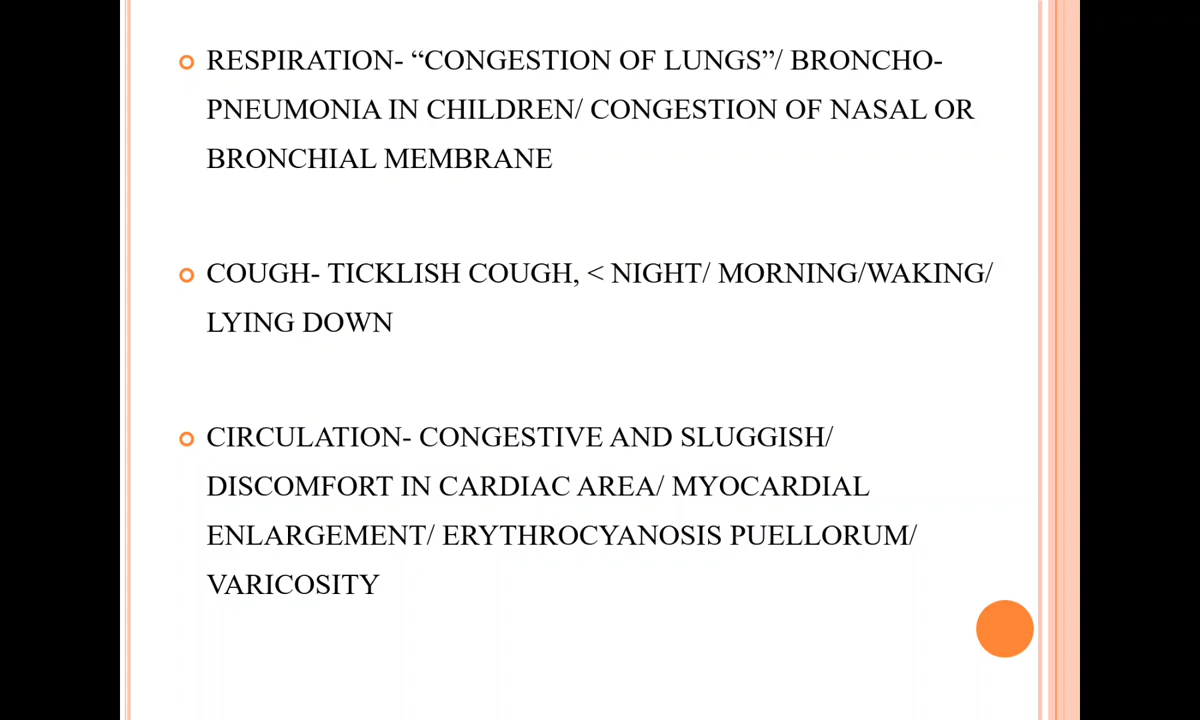 RESPIRATION- “CONGESTION OF LUNGS”/ BRONCHO-
PNEUMONIA IN CHILDREN/ CONGESTION OF NASAL OR
BRONCHIAL MEMBRANE
COUGH- TICKLISH COUGH, < NIGHT/ MORNING/WAKING/
LYING DOWN
CIRCULATION- CONGESTIVE AND SLUGGISH/
DISCOMFORT IN CARDIAC AREA/ MYOCARDIAL
ENLARGEMENT/ ERYTHROCYANOSIS PUELLORUM/
VARICOSITY